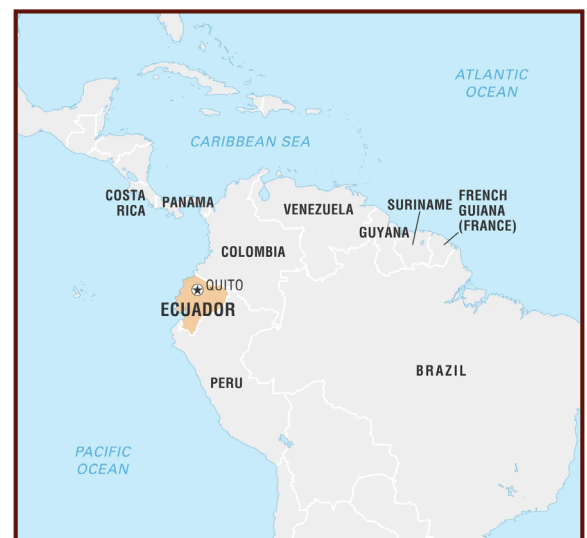 ATLANTIC
OCEAN
CARIBBEAN SEA
COSTA
RICA
PANAMA
VENEZUELA
GUYANA
SURINAME
FRENCH
GUIANA
(FRANCE)
COLOMBIA
QUITO
ECUADOR
PERU
BRAZIL
PACIFIC
OCEAN